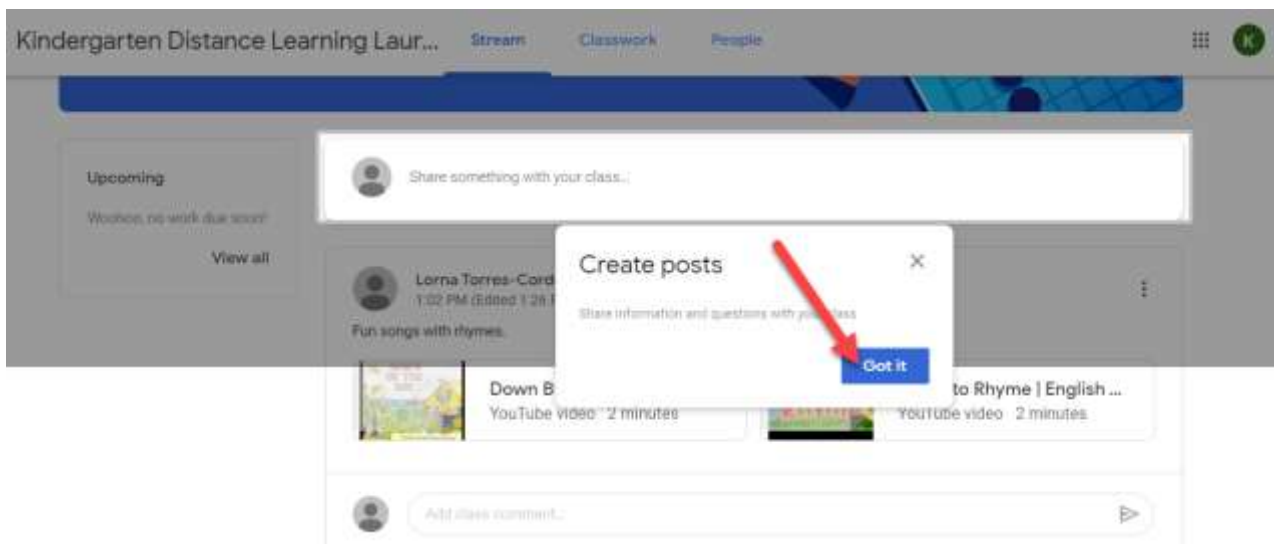 Kindergarten Distance Learning Laur... Stream Classwork People
K
Upcoming
Woohoo, no work due soon!
View all
Share something with your class...
Create posts
Share information and questions with your class
Got it
Lorna Torres-Cord
1:02 PM (Edited 1:26
Fun songs with rhymes.
Down B
YouTube video 2 minutes
to Rhyme | English ...
YouTube video 2 minutes
Add class comment...